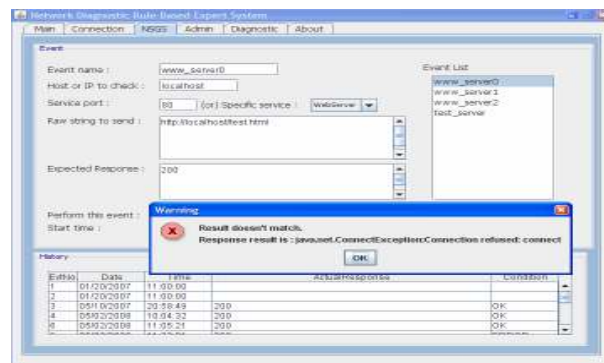 Network Diagnostic Rule Based Expert System
Main Connection NSGS Admin Diagnostic About
Event
Event name : www_server0
Event List
Host or IP to check : localhost
www_server0
www_server1
www_server2
test_server
Service port : 80 (or) Specific service : WebServer
Raw string to send : http://localhost/test.html
Expected Response : 200
Perform this event :
Start time :
Warning
Result doesn't match.
Response result is : java.net.ConnectException:Connection refused: connect
OK
History
Date Time ActualResponse Condition
1 01/20/2007 11:00:00
2 01/20/2007 11:00:00
3 05/10/2007 20:58:49 200 OK
4 05/02/2008 10:04:32 200 OK
05/02/2008 11:05:21 200 OK